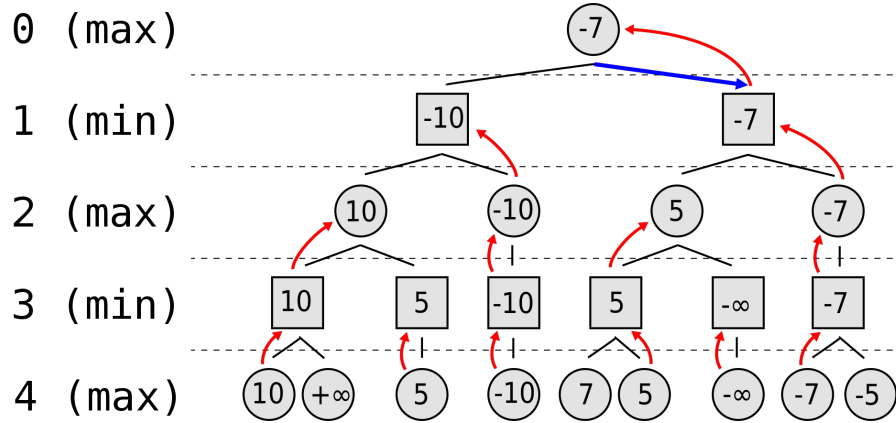 0 (max) -7
1 (min) -10 -7
2 (max) 10 -10 5 -7
3 (min) 10 5 -10 5 -∞ -7
4 (max) 10 +∞ 5 -10 7 5 -∞ -7 -5